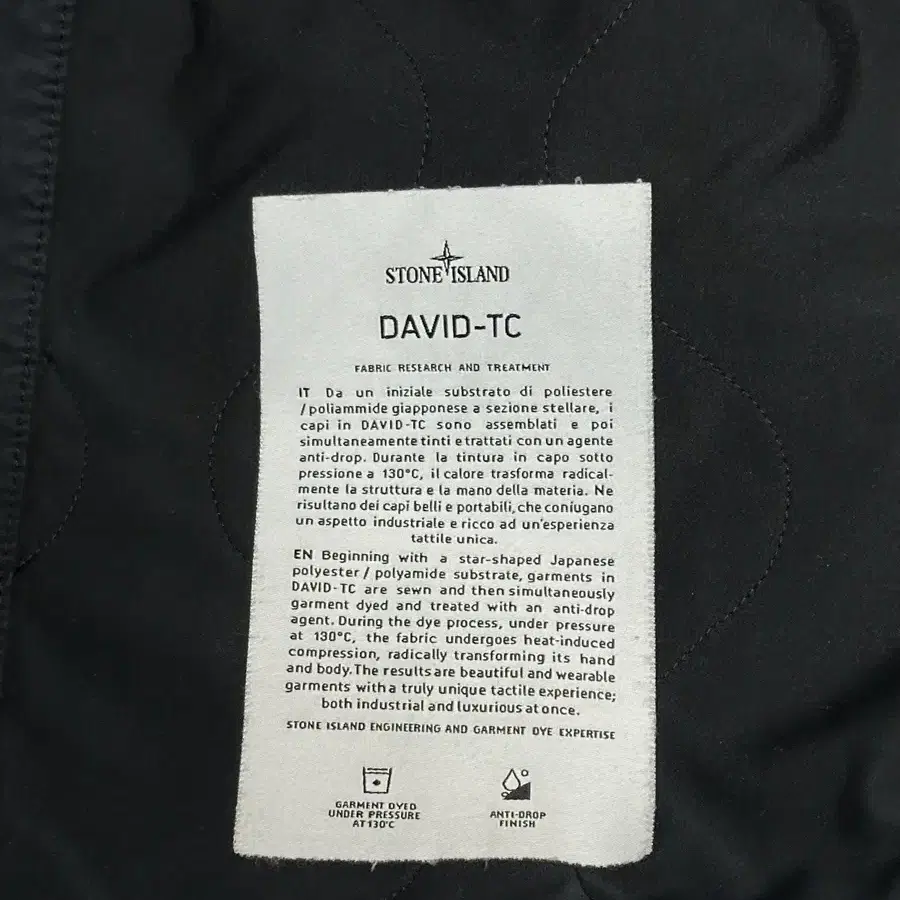 STONE ISLAND
DAVID-TC
FABRIC RESEARCH AND TREATMENT
IT Da un iniziale substrato di poliestere
/poliammide giapponese a sezione stellare, i
capi in DAVID-TC sono assemblati e poi
simultaneamente tinti e trattati con un agente
anti-drop. Durante la tintura in capo sotto
pressione a 130°C, il calore trasforma radical-
mente la struttura e la mano della materia. Ne
risultano dei capi belli e portabili, che coniugano
un aspetto industriale e ricco ad un'esperienza
tattile unica.
EN Beginning with a star-shaped Japanese
polyester/ polyamide substrate, garments in
DAVID-TC are sewn and then simultaneously
garment dyed and treated with an anti-drop
agent. During the dye process, under pressure
at 130°C, the fabric undergoes heat-induced
compression, radically transforming its hand
and body. The results are beautiful and wearable
garments with a truly unique tactile experience;
both industrial and luxurious at once.
STONE ISLAND ENGINEERING AND GARMENT DYE EXPERTISE
GARMENT DYED
UNDER PRESSURE
AT 130°C
ANTI-DROP
FINISH